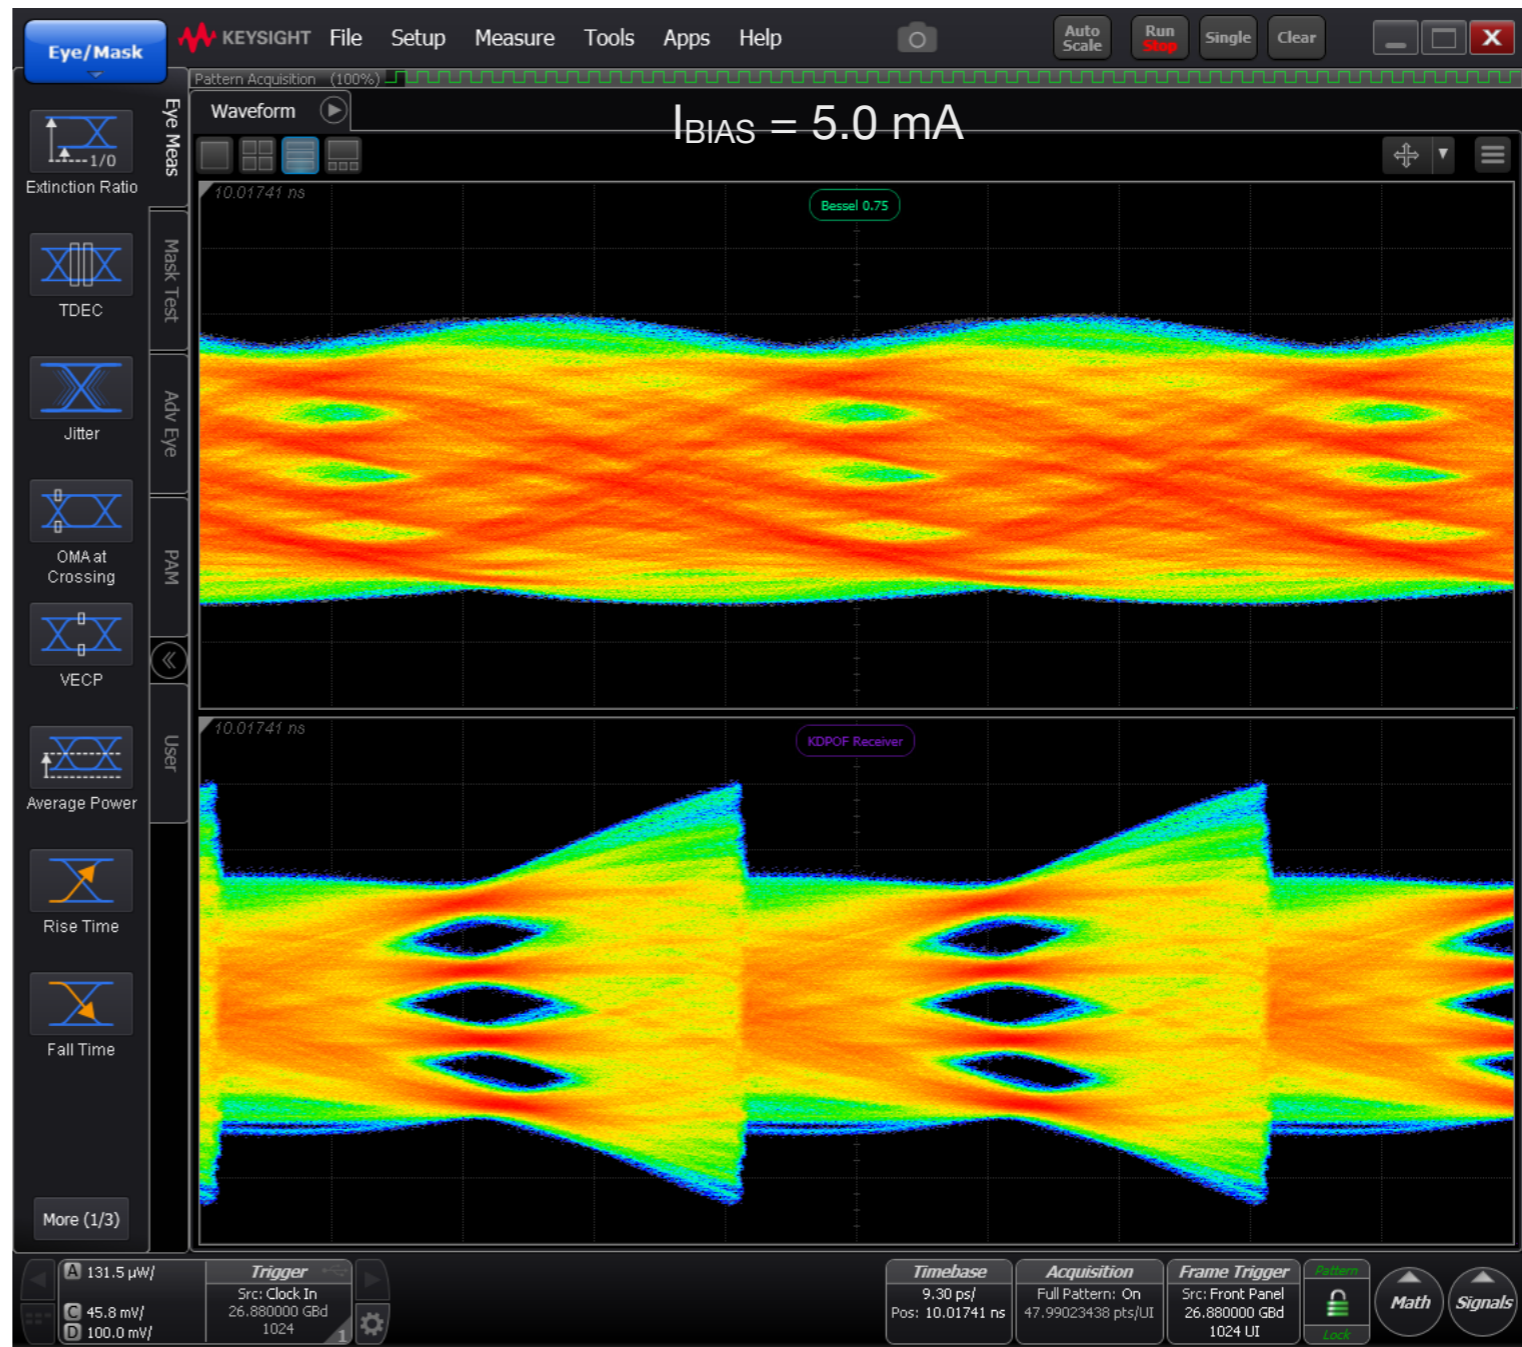 Eye/Mask
KEYSIGHT File Setup Measure Tools Apps Help
Auto Scale
Run Stop
Single
Clear
X
Pattern Acquisition (100%)
Waveform
IBIAS = 5.0 mA
Eye Meas
Mask Test
Adv Eye
PAM
User
1/0
Extinction Ratio
TDEC
Jitter
OMA at
Crossing
VECP
Average Power
Rise Time
Fall Time
More (1/3)
10.01741 ns
Bessel 0.75
10.01741 ns
KDPOF Receiver
A 131.5 µW/
C 45.8 mV/
D 100.0 mV/
Trigger
Src: Clock In
26.880000 GBd
1024
1
Timebase
9.30 ps/
Pos: 10.01741 ns
Acquisition
Full Pattern: On
47.99023438 pts/UI
Frame Trigger
Src: Front Panel
26.880000 GBd
1024 UI
Pattern
Lock
Math
Signals